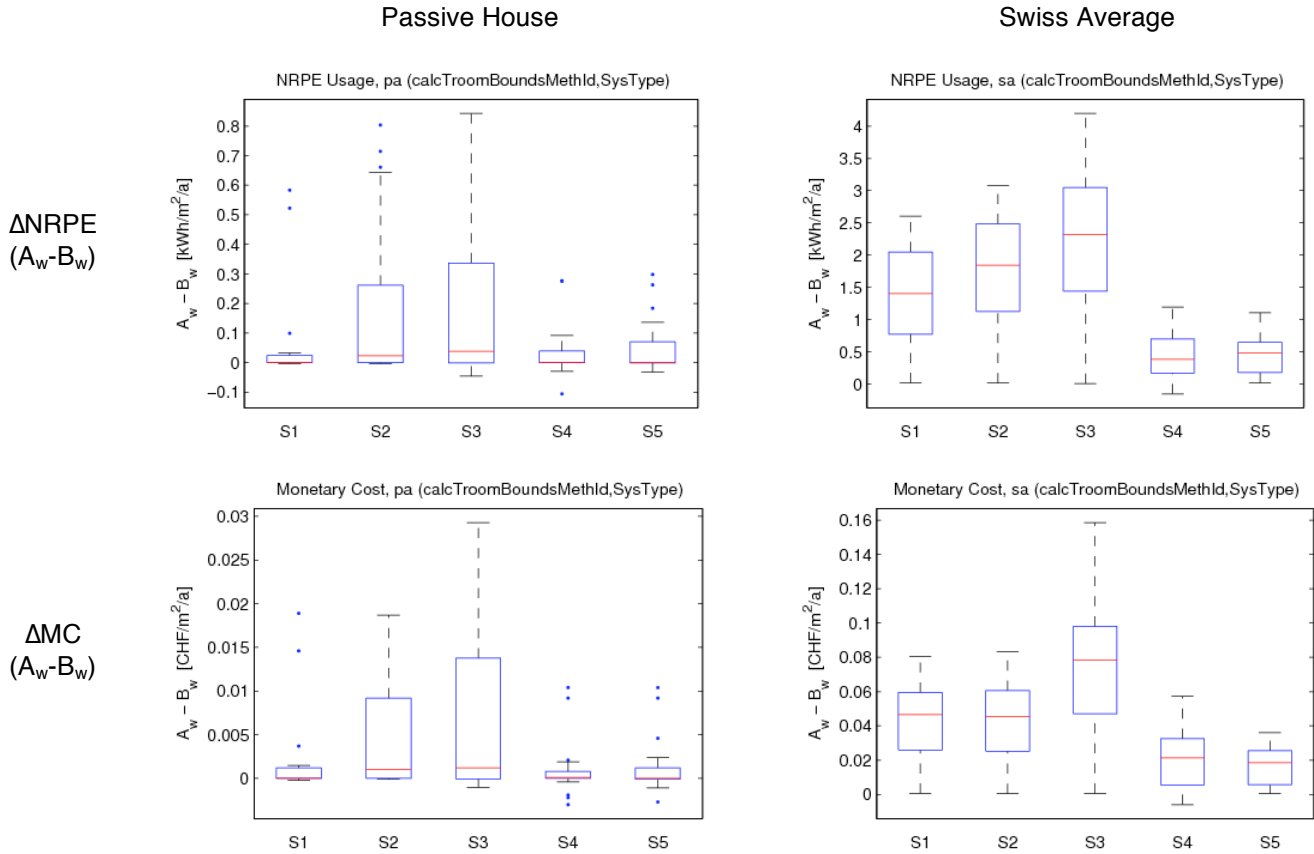 Passive House
Swiss Average
ΔNRPE
(Aw-Bw)
NRPE Usage, pa (calcTroomBoundsMethId,SysType)
Aw – Bw [kWh/m2/a]
0.8
0.7
0.6
0.5
0.4
0.3
0.2
0.1
0
−0.1
S1 S2 S3 S4 S5
NRPE Usage, sa (calcTroomBoundsMethId,SysType)
Aw – Bw [kWh/m2/a]
4
3.5
3
2.5
2
1.5
1
0.5
0
S1 S2 S3 S4 S5
ΔMC
(Aw-Bw)
Monetary Cost, pa (calcTroomBoundsMethId,SysType)
Aw – Bw [CHF/m2/a]
0.03
0.025
0.02
0.015
0.01
0.005
0
S1 S2 S3 S4 S5
Monetary Cost, sa (calcTroomBoundsMethId,SysType)
Aw – Bw [CHF/m2/a]
0.16
0.14
0.12
0.1
0.08
0.06
0.04
0.02
0
S1 S2 S3 S4 S5